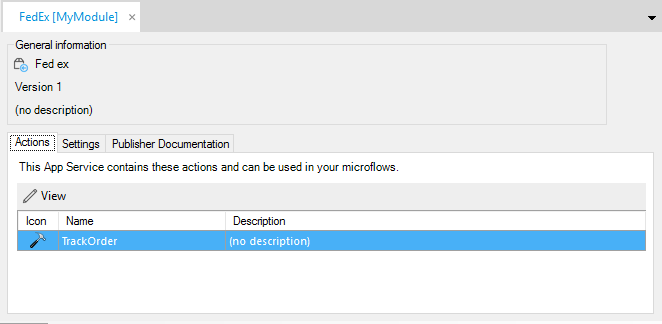 FedEx [MyModule] ×
General information
Fed ex
Version 1
(no description)
Actions Settings Publisher Documentation
This App Service contains these actions and can be used in your microflows.
View
Icon Name Description
TrackOrder (no description)